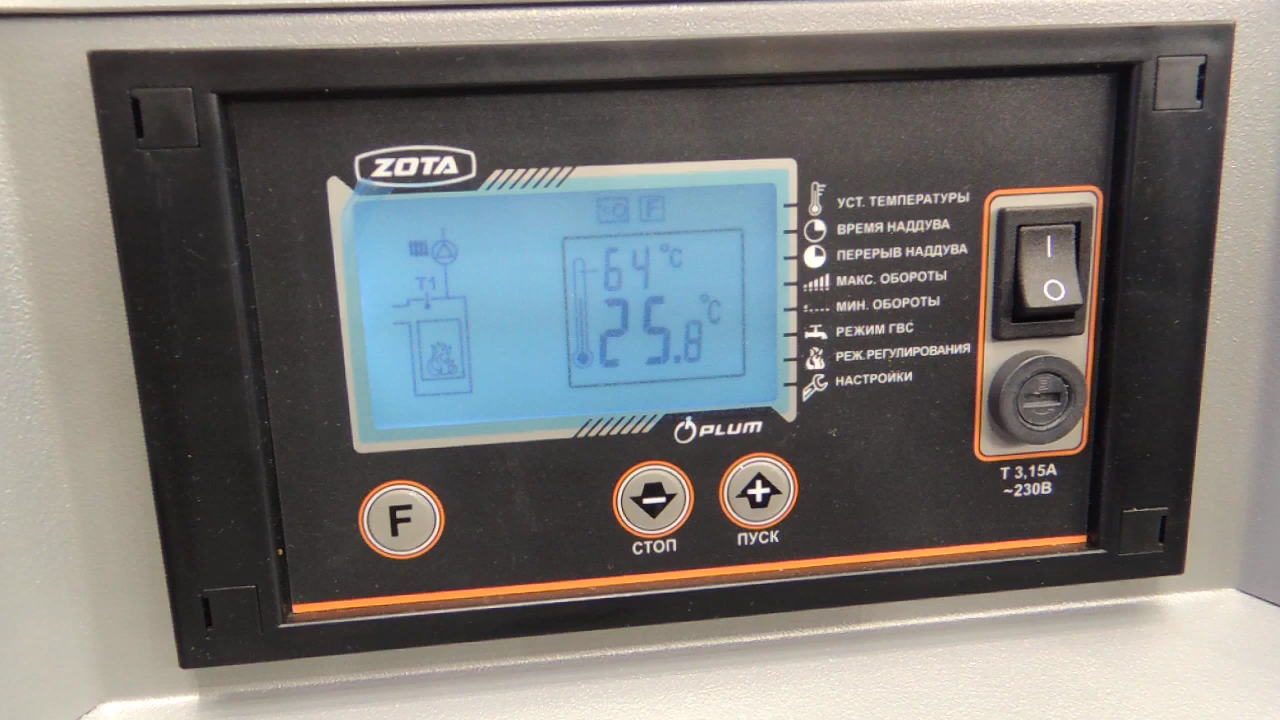 ZOTA
F
T1
64 °C
25.8 °C
УСТ. ТЕМПЕРАТУРЫ
ВРЕМЯ НАДДУВА
ПЕРЕРЫВ НАДДУВА
МАКС. ОБОРОТЫ
МИН. ОБОРОТЫ
РЕЖИМ ГВС
РЕЖ.РЕГУЛИРОВАНИЯ
НАСТРОЙКИ
PLUM
T 3,15A
~230В
F
СТОП
ПУСК